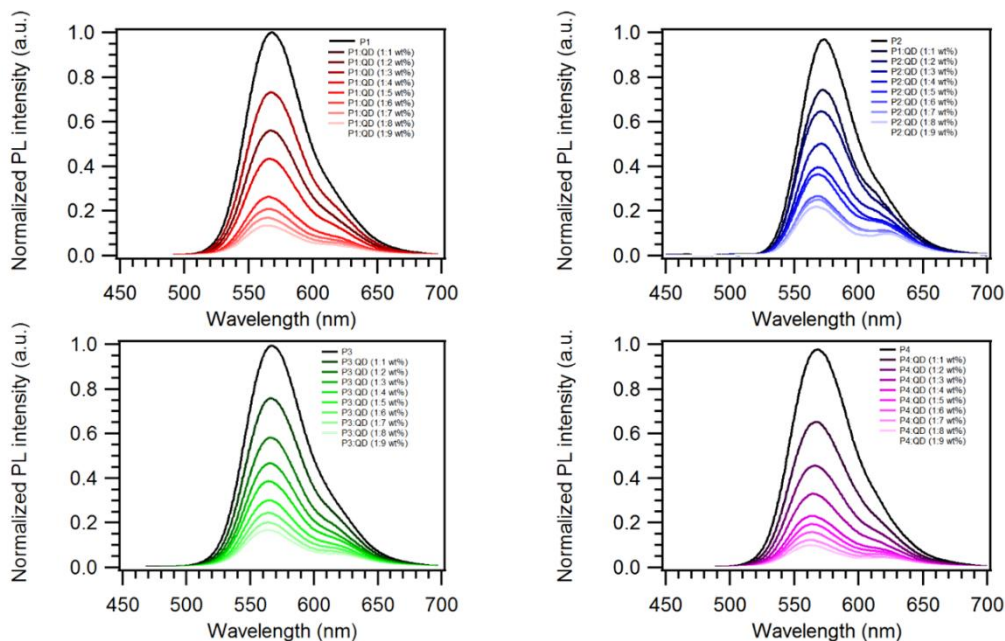 Normalized PL intensity (a.u.)
1.0
0.8
0.6
0.4
0.2
0.0
450 500 550 600 650 700
Wavelength (nm)
P1
P1:QD (1:1 wt%)
P1:QD (1:2 wt%)
P1:QD (1:3 wt%)
P1:QD (1:4 wt%)
P1:QD (1:5 wt%)
P1:QD (1:6 wt%)
P1:QD (1:7 wt%)
P1:QD (1:8 wt%)
P1:QD (1:9 wt%)
Normalized PL intensity (a.u.)
1.0
0.8
0.6
0.4
0.2
0.0
450 500 550 600 650 700
Wavelength (nm)
P2
P1:QD (1:1 wt%)
P2:QD (1:2 wt%)
P2:QD (1:3 wt%)
P2:QD (1:4 wt%)
P2:QD (1:5 wt%)
P2:QD (1:6 wt%)
P2:QD (1:7 wt%)
P2:QD (1:8 wt%)
P2:QD (1:9 wt%)
Normalized PL intensity (a.u.)
1.0
0.8
0.6
0.4
0.2
0.0
450 500 550 600 650 700
Wavelength (nm)
P3
P3:QD (1:1 wt%)
P3:QD (1:2 wt%)
P3:QD (1:3 wt%)
P3:QD (1:4 wt%)
P3:QD (1:5 wt%)
P3:QD (1:6 wt%)
P3:QD (1:7 wt%)
P3:QD (1:8 wt%)
P3:QD (1:9 wt%)
Normalized PL intensity (a.u.
1.0
0.8
0.6
0.4
0.2
0.0
450 500 550 600 650 700
Wavelength (nm)
P4
P4:QD (1:1 wt%)
P4:QD (1:2 wt%)
P4:QD (1:3 wt%)
P4:QD (1:4 wt%)
P4:QD (1:5 wt%)
P4:QD (1:6 wt%)
P4:QD (1:7 wt%)
P4:QD (1:8 wt%)
P4:QD (1:9 wt%)